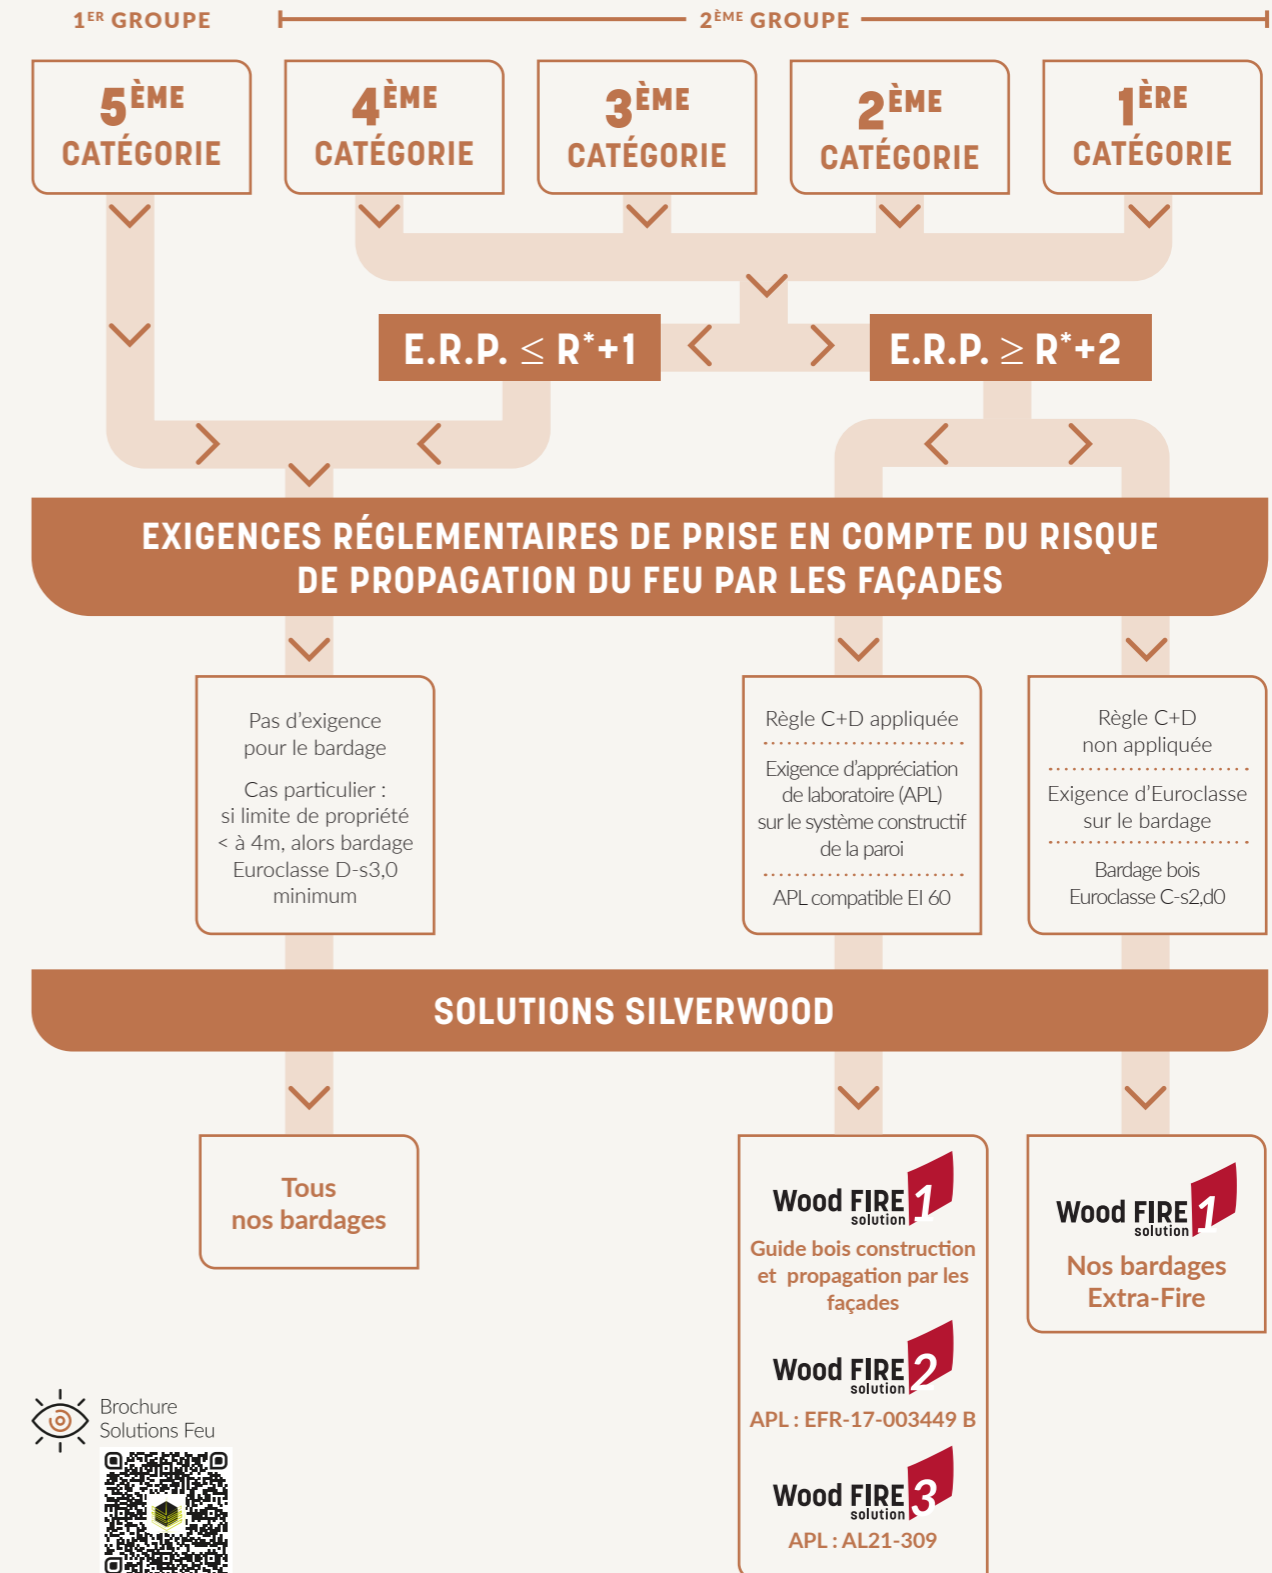 1ER GROUPE
2ÈME GROUPE
5ÈME
CATÉGORIE
4ÈME
CATÉGORIE
3ÈME
CATÉGORIE
2ÈME
CATÉGORIE
1ÈRE
CATÉGORIE
E.R.P. ≤ R*+1
E.R.P. ≥ R*+2
EXIGENCES RÉGLEMENTAIRES DE PRISE EN COMPTE DU RISQUE
DE PROPAGATION DU FEU PAR LES FAÇADES
Pas d'exigence
pour le bardage
Cas particulier :
si limite de propriété
< à 4m, alors bardage
Euroclasse D-s3,0
minimum
Règle C+D appliquée
Exigence d'appréciation
de laboratoire (APL)
sur le système constructif
de la paroi
APL compatible EI 60
Règle C+D
non appliquée
Exigence d'Euroclasse
sur le bardage
Bardage bois
Euroclasse C-s2,d0
SOLUTIONS SILVERWOOD
Tous
nos bardages
Wood FIRE 1
solution
Guide bois construction
et propagation par les
façades
Wood FIRE 2
solution
APL : EFR-17-003449 B
Wood FIRE 3
solution
APL : AL21-309
Wood FIRE 1
solution
Nos bardages
Extra-Fire
Brochure
Solutions Feu